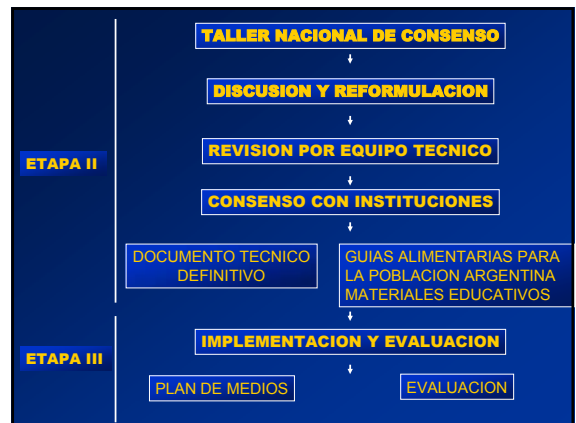 TALLER NACIONAL DE CONSENSO
DISCUSION Y REFORMULACION
REVISION POR EQUIPO TECNICO
ETAPA II
CONSENSO CON INSTITUCIONES
DOCUMENTO TECNICO
DEFINITIVO
GUIAS ALIMENTARIAS PARA
LA POBLACION ARGENTINA
MATERIALES EDUCATIVOS
IMPLEMENTACION Y EVALUACION
ETAPA III
PLAN DE MEDIOS
EVALUACION